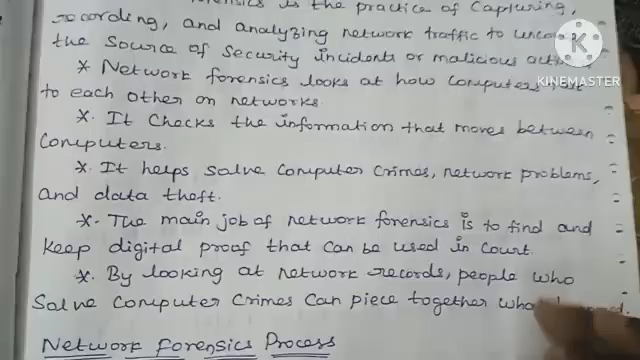 forensics is the practice of capturing,
recording, and analyzing network traffic to
the source of security incidents or malicious
* Network forensics looks at how computers
to each other on networks.
*. It checks the information that moves between
computers.
*. It helps solve computer crimes, network problems,
and data theft.
*. The main job of network forensics is to find and
keep digital proof that can be used in court.
*. By looking at network records, people who
solve computer crimes can piece together
Network Forensics Process
KINEMASTER